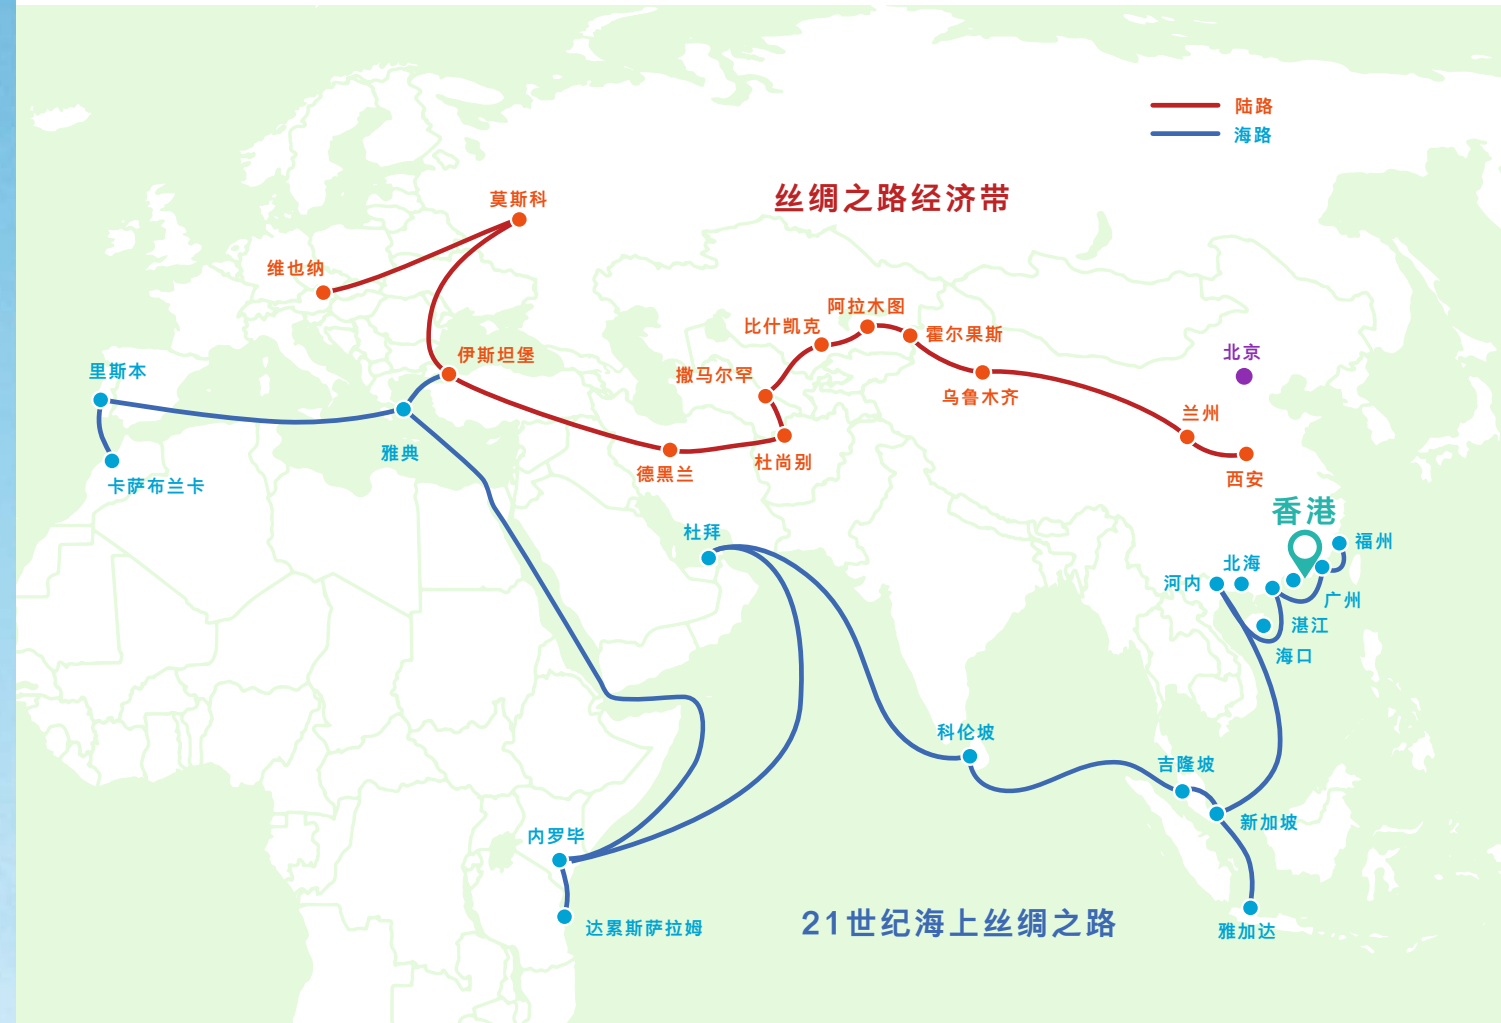 陆路
海路
丝绸之路经济带
莫斯科
维也纳
阿拉木图
比什凯克
霍尔果斯
伊斯坦堡
北京
里斯本
撒马尔罕
乌鲁木齐
兰州
雅典
杜尚别
德黑兰
西安
卡萨布兰卡
香港
杜拜
福州
北海
河内
广州
湛江
海口
科伦坡
吉隆坡
新加坡
内罗毕
达累斯萨拉姆
21世纪海上丝绸之路
雅加达